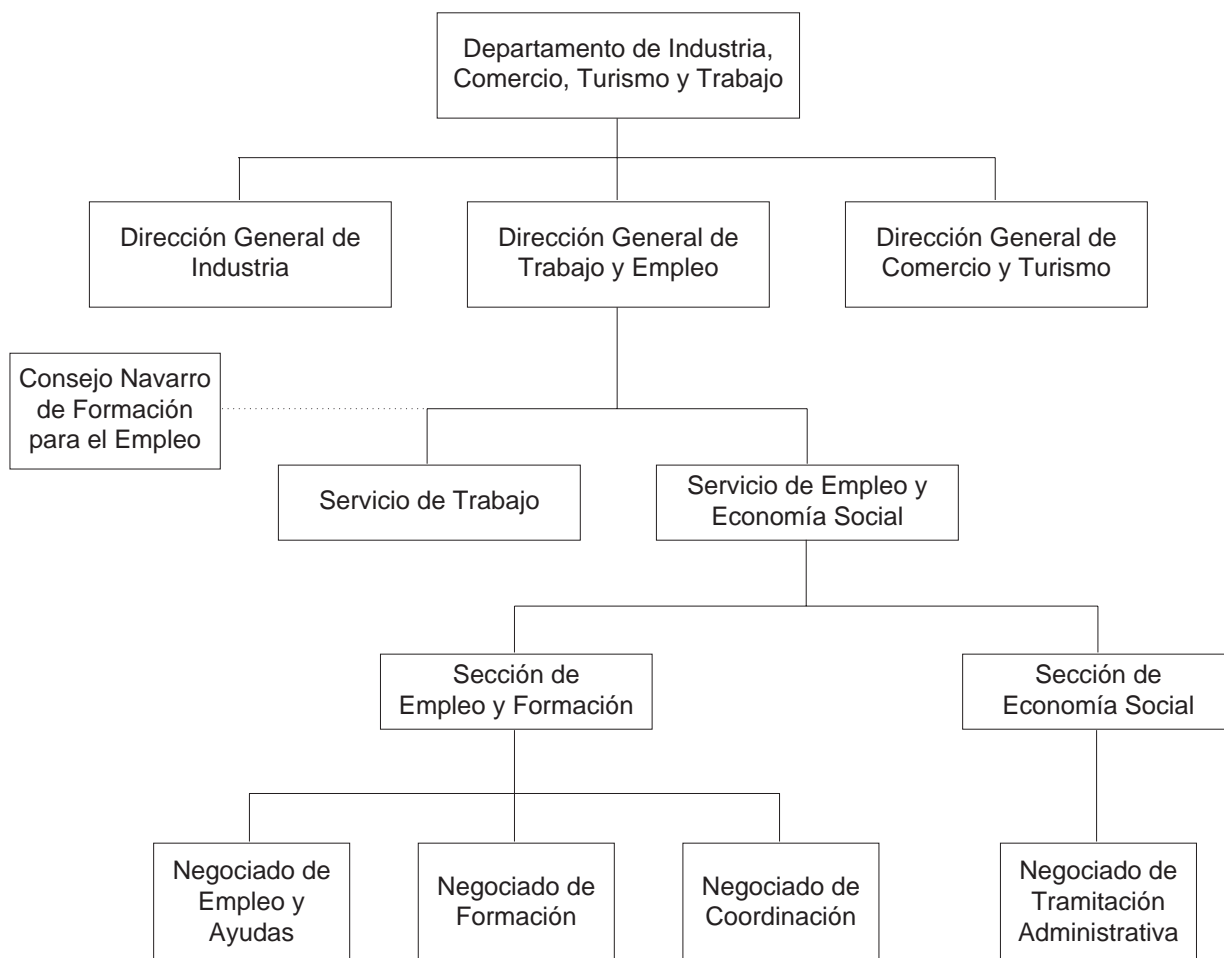 Departamento de Industria,
Comercio, Turismo y Trabajo
Dirección General de
Industria
Dirección General de
Trabajo y Empleo
Dirección General de
Comercio y Turismo
Consejo Navarro
de Formación
para el Empleo
Servicio de Trabajo
Servicio de Empleo y
Economía Social
Sección de
Empleo y Formación
Sección de
Economía Social
Negociado de
Empleo y
Ayudas
Negociado de
Formación
Negociado de
Coordinación
Negociado de
Tramitación
Administrativa